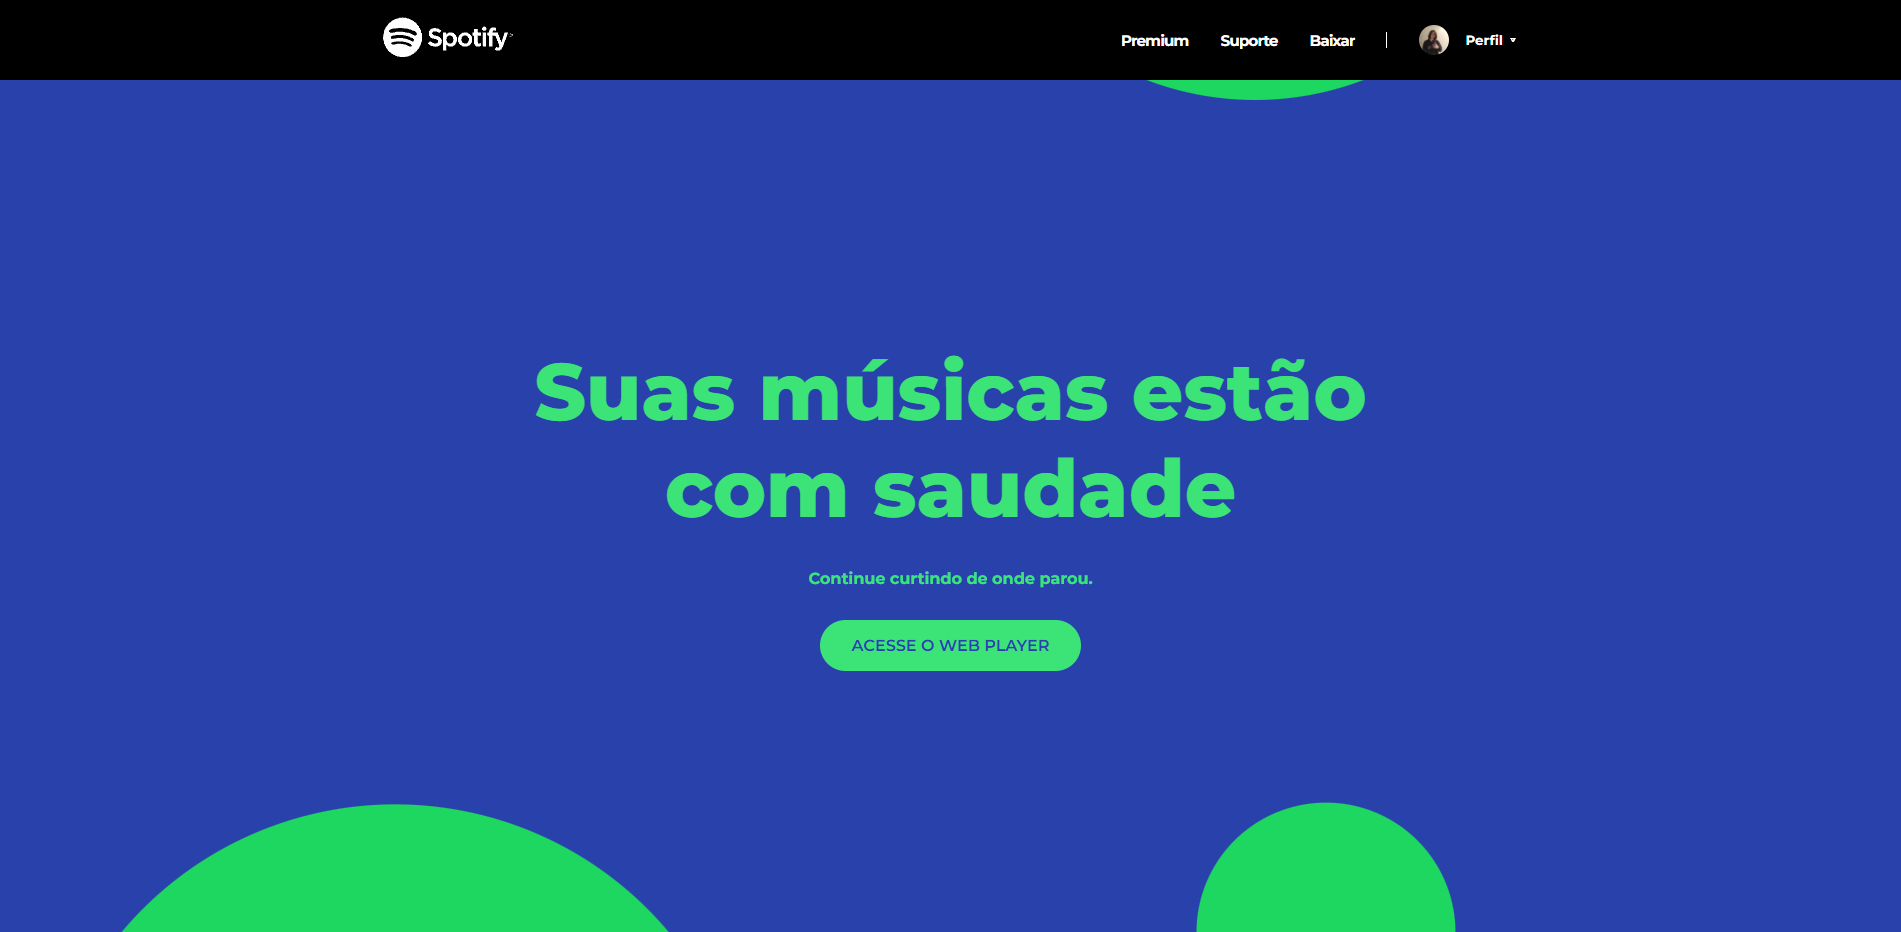 Spotify
Premium
Suporte
Baixar
Perfil
Suas músicas estão
com saudade
Continue curtindo de onde parou.
ACESSE O WEB PLAYER